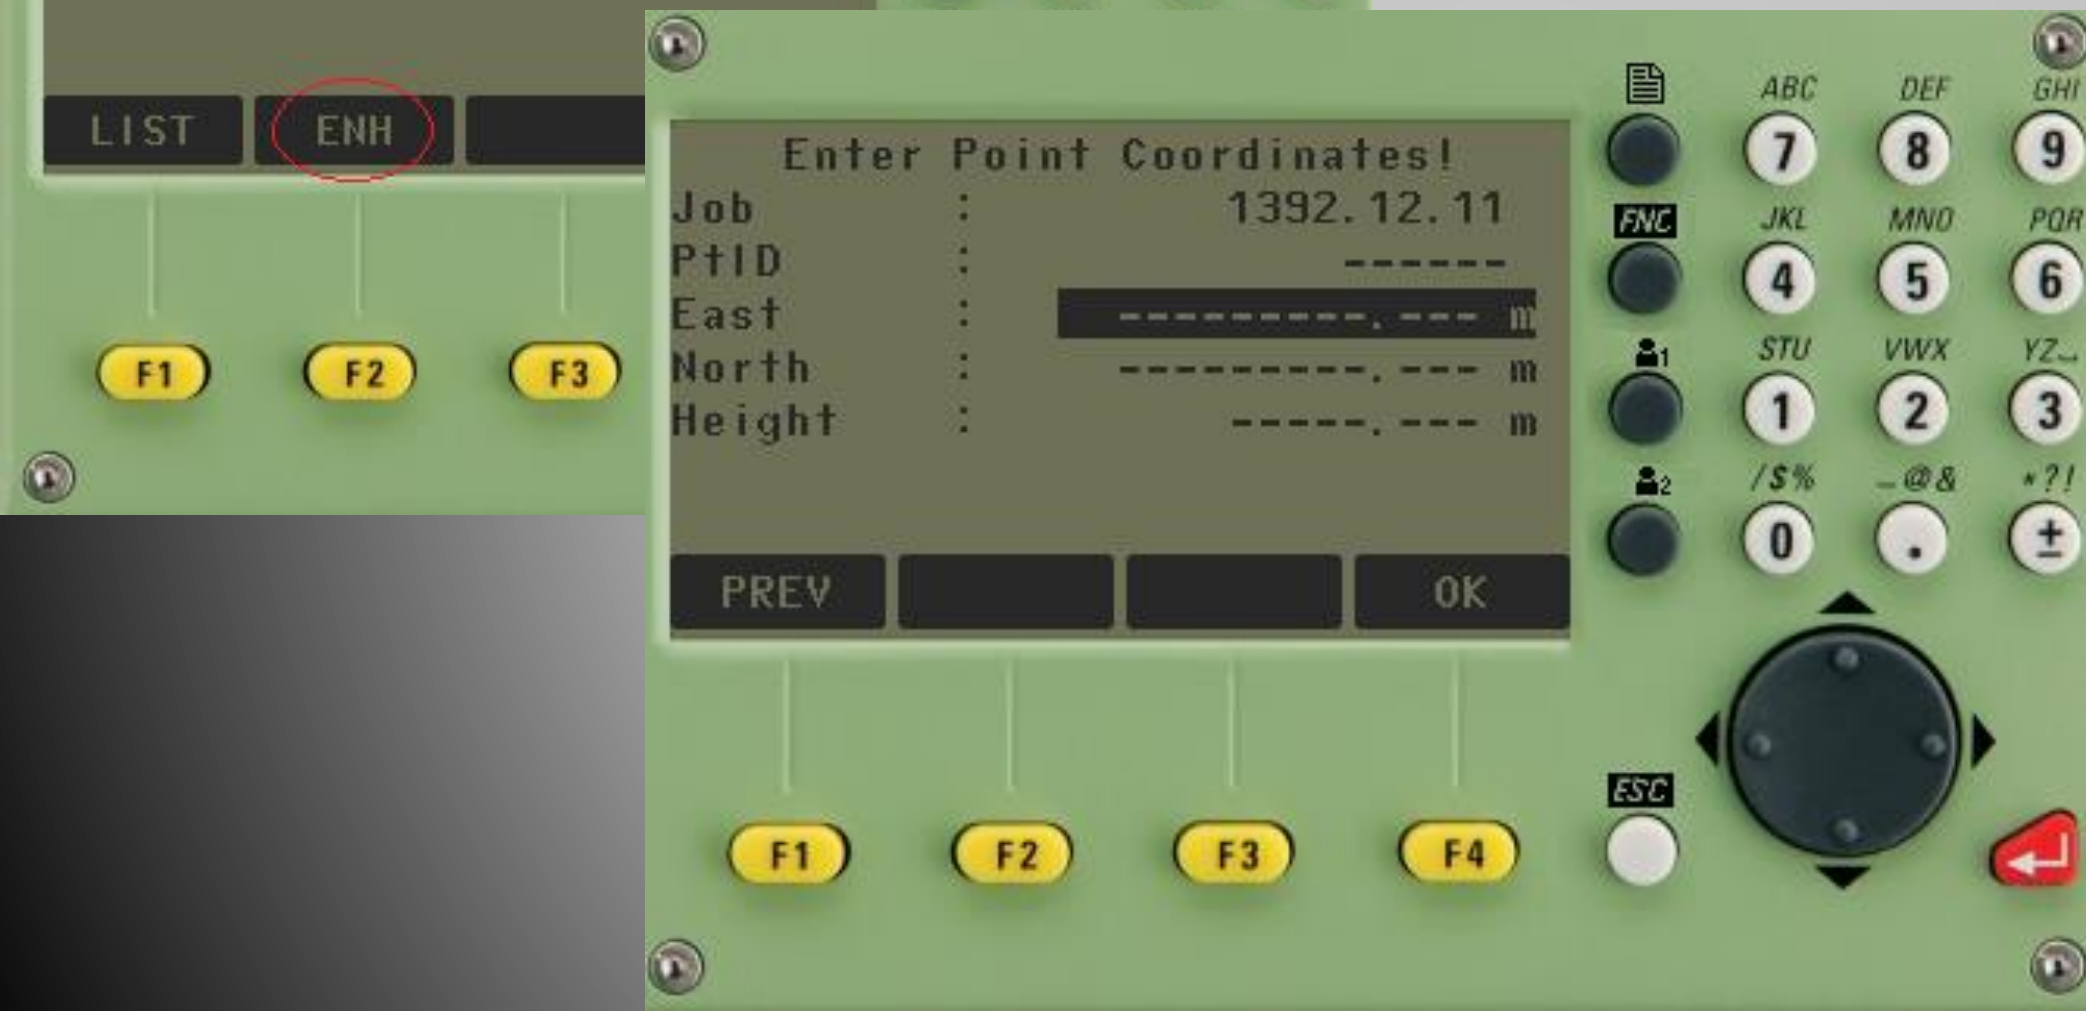 LIST ENH
F1 F2 F3
Enter Point Coordinates!
Job : 1392.12.11
PtID : ------
East : ---------.--- m
North : ---------.--- m
Height : -----.--- m
PREV OK
F1 F2 F3 F4
ABC DEF GHI
7 8 9
FNC JKL MNO PQR
4 5 6
1 STU VWX YZ
1 2 3
2 /$% _@& *?!
0 . ±
ESC